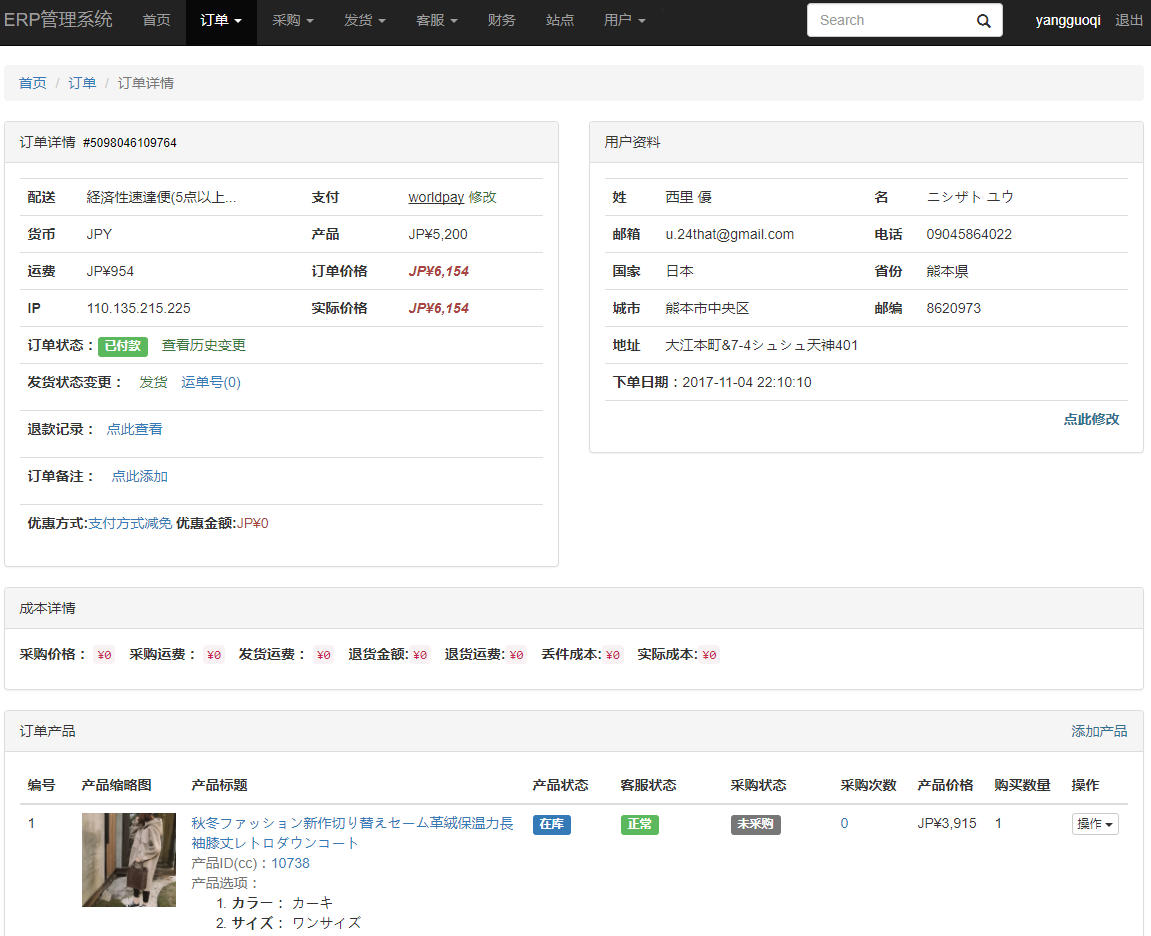 ERP管理系统 首页 订单 采购 发货 客服 财务 站点 用户 Search yangguoqi 退出
首页 / 订单 / 订单详情
订单详情 #5098046109764
配送 経済性速達便(5点以上... 支付 worldpay 修改
货币 JPY 产品 JP¥5,200
运费 JP¥954 订单价格 JP¥6,154
IP 110.135.215.225 实际价格 JP¥6,154
订单状态： 已付款 查看历史变更
发货状态变更： 发货 运单号(0)
退款记录： 点此查看
订单备注： 点此添加
优惠方式:支付方式减免 优惠金额:JP¥0
用户资料
姓 西里 優 名 ニシザト ユウ
邮箱 u.24that@gmail.com 电话 09045864022
国家 日本 省份 熊本県
城市 熊本市中央区 邮编 8620973
地址 大江本町&7-4シュシュ天神401
下单日期：2017-11-04 22:10:10
点此修改
成本详情
采购价格： ¥0 采购运费： ¥0 发货运费： ¥0 退货金额: ¥0 退货运费: ¥0 丢件成本: ¥0 实际成本: ¥0
订单产品 添加产品
编号 产品缩略图 产品标题 产品状态 客服状态 采购状态 采购次数 产品价格 购买数量 操作
1 秋冬ファッション新作切り替えセーム革絨保温力長 在库 正常 未采购 0 JP¥3,915 1 操作
袖膝丈レトロダウンコート
产品ID(cc)：10738
产品选项：
1. カラー： カーキ
2. サイズ： ワンサイズ